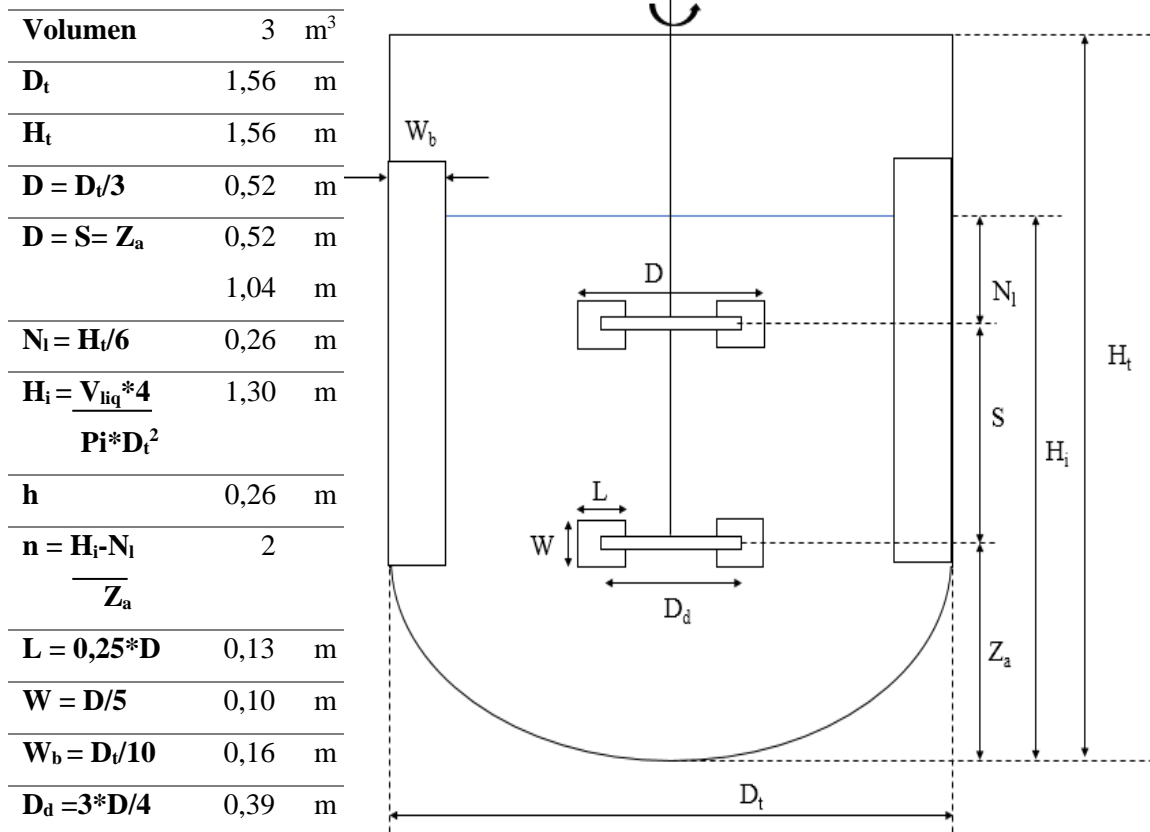 Volumen 3 m³
Dt 1,56 m
Ht 1,56 m
D = Dt/3 0,52 m
D = S= Za 0,52 m
1,04 m
Nl = Ht/6 0,26 m
Hi = Vliq*4 1,30 m
Pi*Dt²
h 0,26 m
n = Hi-Nl 2
Za
L = 0,25*D 0,13 m
W = D/5 0,10 m
Wb = Dt/10 0,16 m
Dd =3*D/4 0,39 m
Wb
D
Nl
Ht
S
Hi
L
W
Dd
Za
Dt